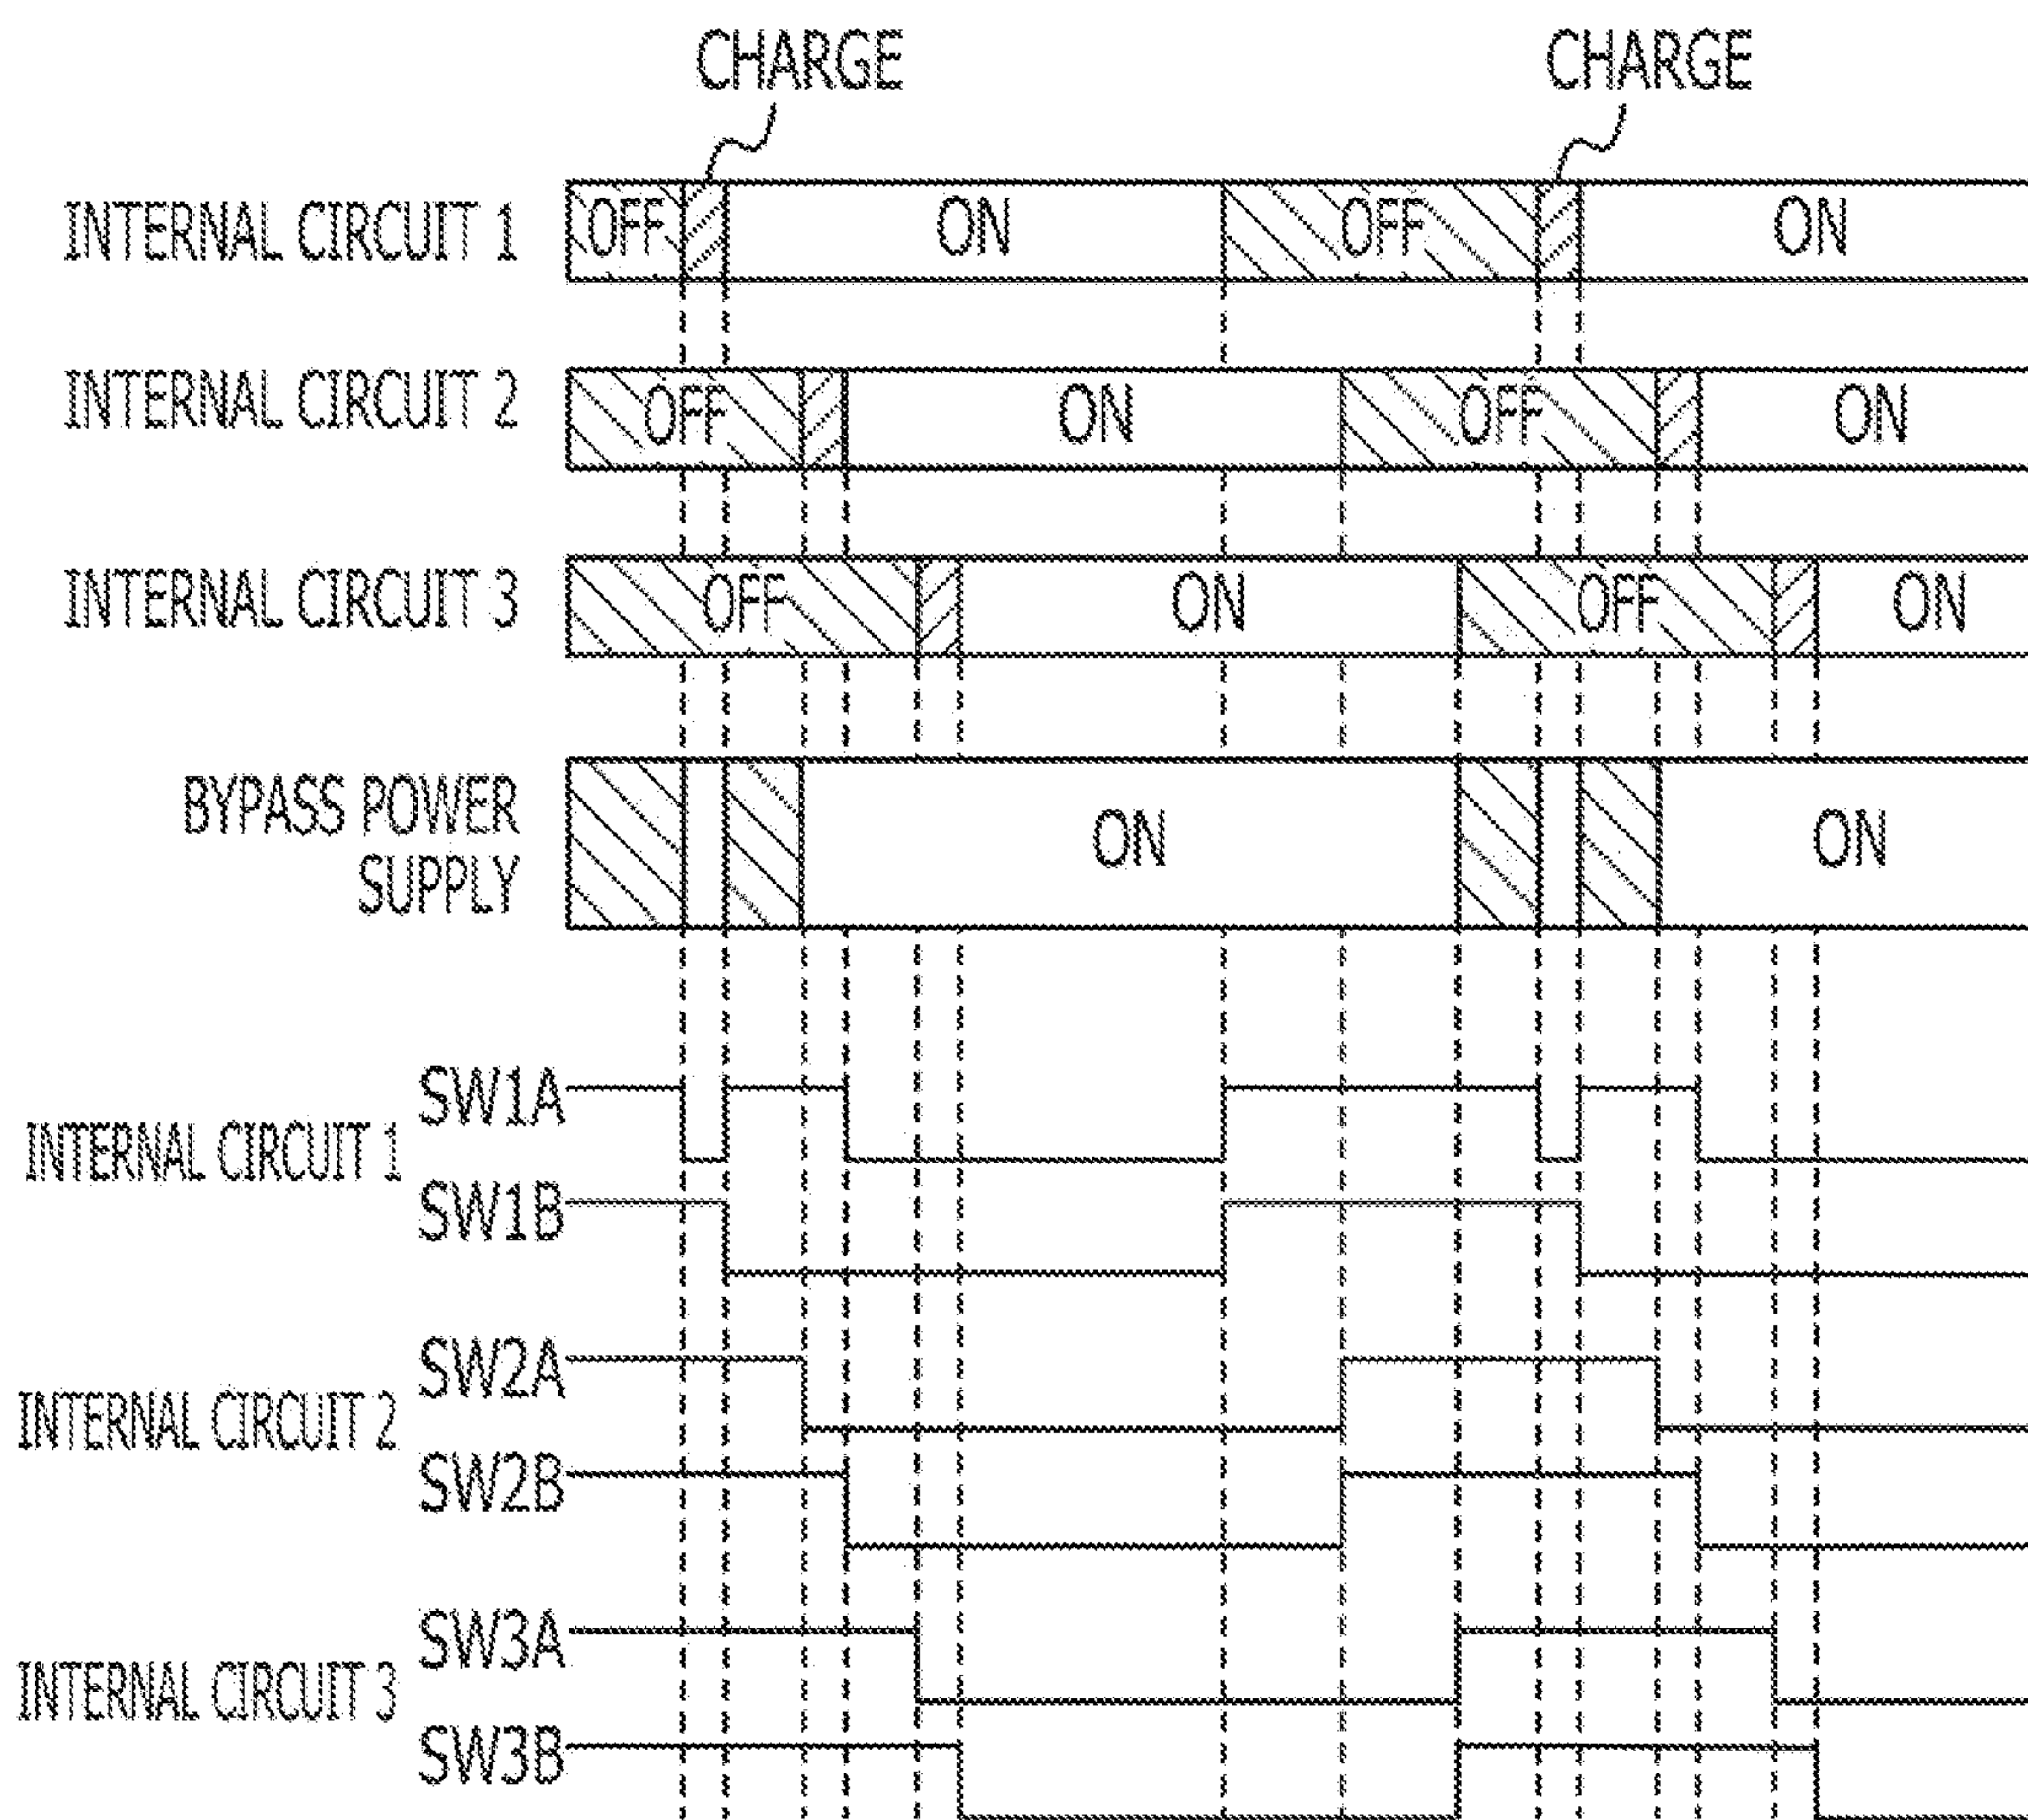 CHARGE CHARGE
INTERNAL CIRCUIT 1 OFF ON OFF ON
INTERNAL CIRCUIT 2 OFF ON OFF ON
INTERNAL CIRCUIT 3 OFF ON OFF ON
BYPASS POWER
SUPPLY
ON ON
INTERNAL CIRCUIT 1
SW1A
SW1B
INTERNAL CIRCUIT 2
SW2A
SW2B
INTERNAL CIRCUIT 3
SW3A
SW3B